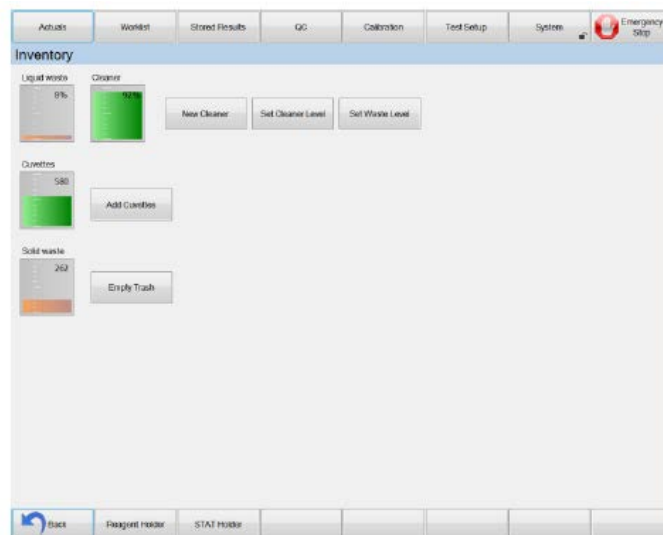 Actuals Worklist Stored Results QC Calibration Test Setup System Emergency Stop
Inventory
Liquid waste Cleaner
8% 92%
New Cleaner Set Cleaner Level Set Waste Level
Cuvettes
580
Add Cuvettes
Solid waste
262
Empty Trash
Back Reagent Holder STAT Holder